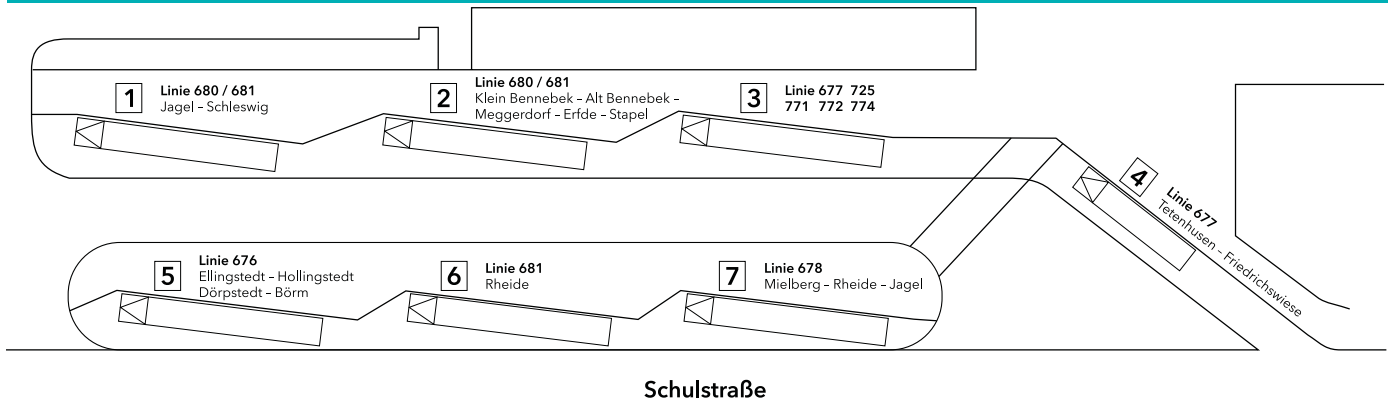 1
Linie 680 / 681
Jagel – Schleswig
2
Linie 680 / 681
Klein Bennebek – Alt Bennebek –
Meggerdorf – Erfde – Stapel
3
Linie 677 725
771 772 774
4
Linie 677
Tetenhusen – Friedrichswiese
5
Linie 676
Ellingstedt – Hollingstedt
Dörpstedt – Börm
6
Linie 681
Rheide
7
Linie 678
Mielberg – Rheide – Jagel
Schulstraße